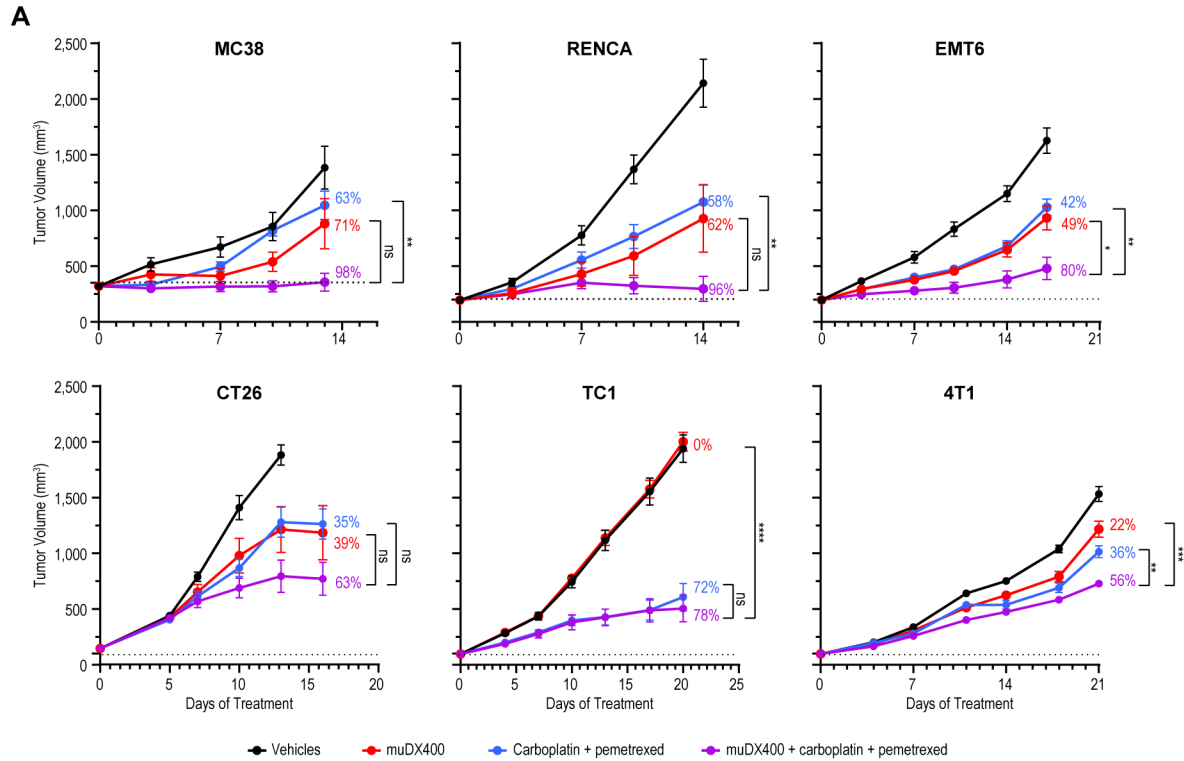 A
MC38
RENCA
EMT6
Tumor Volume (mm³)
2,500
2,000
1,500
1,000
500
0
0
7
14
63%
71%
98%
ns
**
0
7
14
58%
62%
96%
ns
**
0
7
14
21
42%
49%
80%
*
**
CT26
TC1
4T1
Tumor Volume (mm³)
2,500
2,000
1,500
1,000
500
0
0
5
10
15
20
35%
39%
63%
ns
ns
Days of Treatment
0
5
10
15
20
25
0%
72%
78%
ns
****
Days of Treatment
0
7
14
21
22%
36%
56%
**
***
Days of Treatment
Vehicles
muDX400
Carboplatin + pemetrexed
muDX400 + carboplatin + pemetrexed